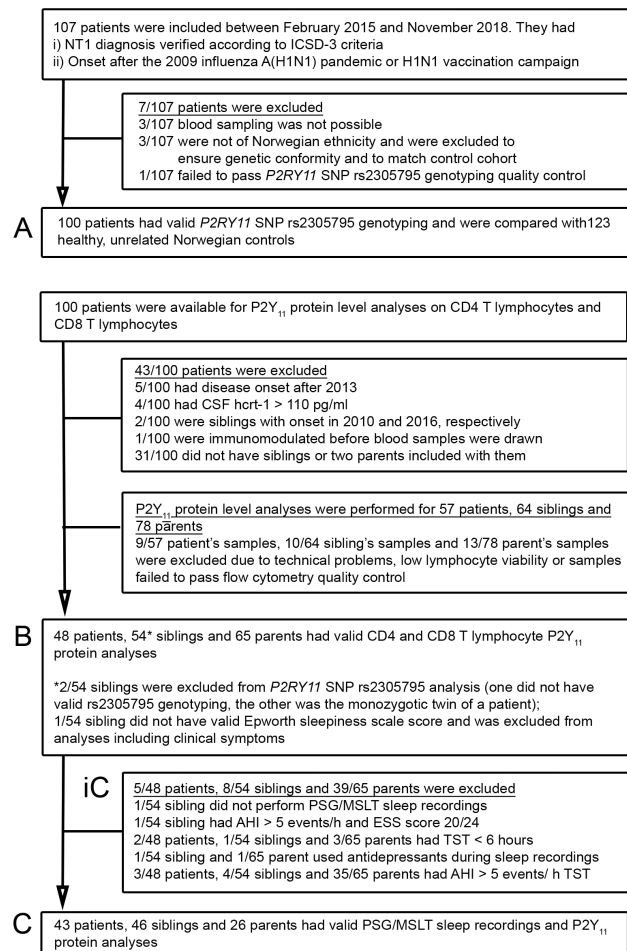 107 patients were included between February 2015 and November 2018. They had
i) NT1 diagnosis verified according to ICSD-3 criteria
ii) Onset after the 2009 influenza A(H1N1) pandemic or H1N1 vaccination campaign
7/107 patients were excluded
3/107 blood sampling was not possible
3/107 were not of Norwegian ethnicity and were excluded to
ensure genetic conformity and to match control cohort
1/107 failed to pass P2RY11 SNP rs2305795 genotyping quality control
A
100 patients had valid P2RY11 SNP rs2305795 genotyping and were compared with123
healthy, unrelated Norwegian controls
100 patients were available for P2Y11 protein level analyses on CD4 T lymphocytes and
CD8 T lymphocytes
43/100 patients were excluded
5/100 had disease onset after 2013
4/100 had CSF hcrt-1 > 110 pg/ml
2/100 were siblings with onset in 2010 and 2016, respectively
1/100 were immunomodulated before blood samples were drawn
31/100 did not have siblings or two parents included with them
P2Y11 protein level analyses were performed for 57 patients, 64 siblings and
78 parents
9/57 patient's samples, 10/64 sibling's samples and 13/78 parent's samples
were excluded due to technical problems, low lymphocyte viability or samples
failed to pass flow cytometry quality control
B
48 patients, 54* siblings and 65 parents had valid CD4 and CD8 T lymphocyte P2Y11
protein analyses
*2/54 siblings were excluded from P2RY11 SNP rs2305795 analysis (one did not have
valid rs2305795 genotyping, the other was the monozygotic twin of a patient);
1/54 sibling did not have valid Epworth sleepiness scale score and was excluded from
analyses including clinical symptoms
iC
5/48 patients, 8/54 siblings and 39/65 parents were excluded
1/54 sibling did not perform PSG/MSLT sleep recordings
1/54 sibling had AHI > 5 events/h and ESS score 20/24
2/48 patients, 1/54 siblings and 3/65 parents had TST < 6 hours
1/54 sibling and 1/65 parent used antidepressants during sleep recordings
3/48 patients, 4/54 siblings and 35/65 parents had AHI > 5 events/ h TST
C
43 patients, 46 siblings and 26 parents had valid PSG/MSLT sleep recordings and P2Y11
protein analyses